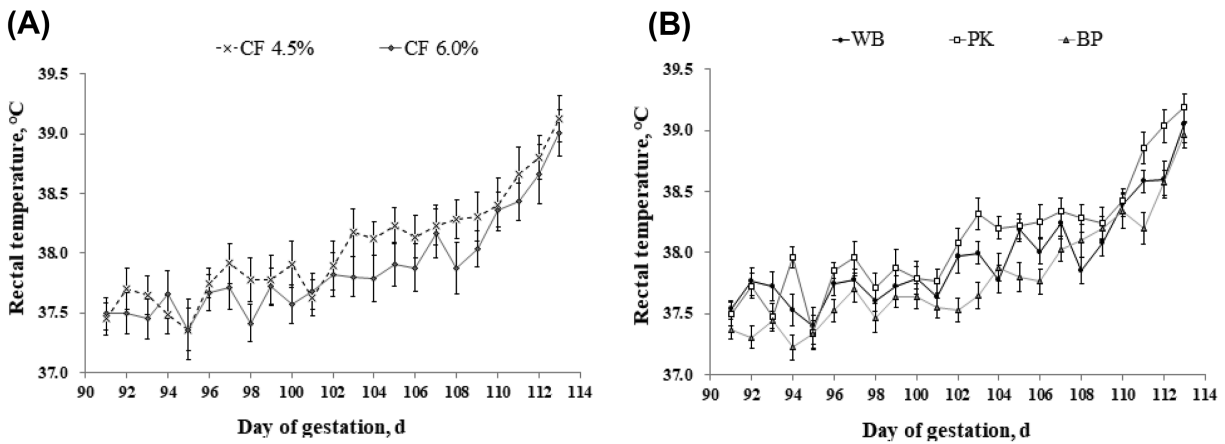 (A)
CF 4.5% CF 6.0%
Rectal temperature, °C
39.5
39.0
38.5
38.0
37.5
37.0
90 92 94 96 98 100 102 104 106 108 110 112 114
Day of gestation, d
(B)
WB PK BP
Rectal temperature, °C
39.5
39.0
38.5
38.0
37.5
37.0
90 92 94 96 98 100 102 104 106 108 110 112 114
Day of gestation, d